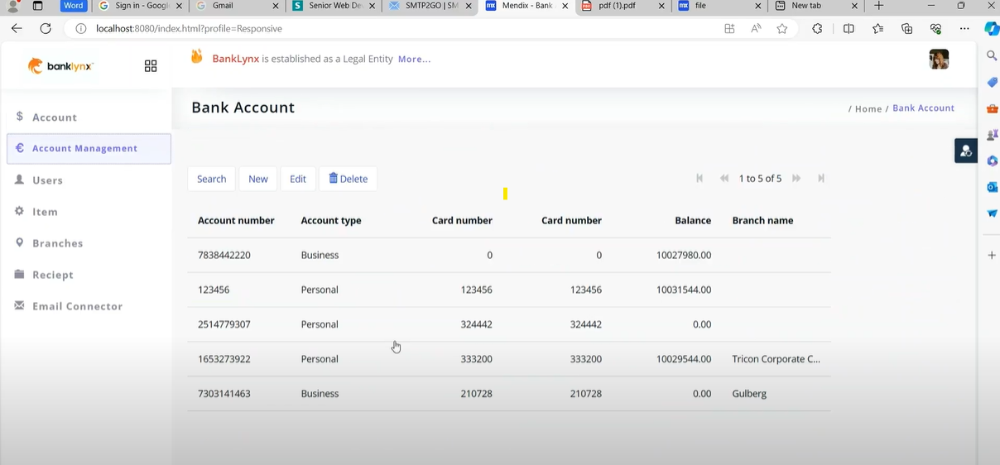 Word
Sign in - Googl
Gmail
Senior Web De
SMTP2GO | SM
Mendix - Bank
pdf (1).pdf
file
New tab
localhost:8080/index.html?profile=Responsive
banklynx
BankLynx is established as a Legal Entity More...
Bank Account
/ Home / Bank Account
$ Account
€ Account Management
Users
Item
Branches
Reciept
Email Connector
Search New Edit Delete
1 to 5 of 5
Account number Account type Card number Card number Balance Branch name
7838442220 Business 0 0 10027980.00
123456 Personal 123456 123456 10031544.00
2514779307 Personal 324442 324442 0.00
1653273922 Personal 333200 333200 10029544.00 Tricon Corporate C...
7303141463 Business 210728 210728 0.00 Gulberg